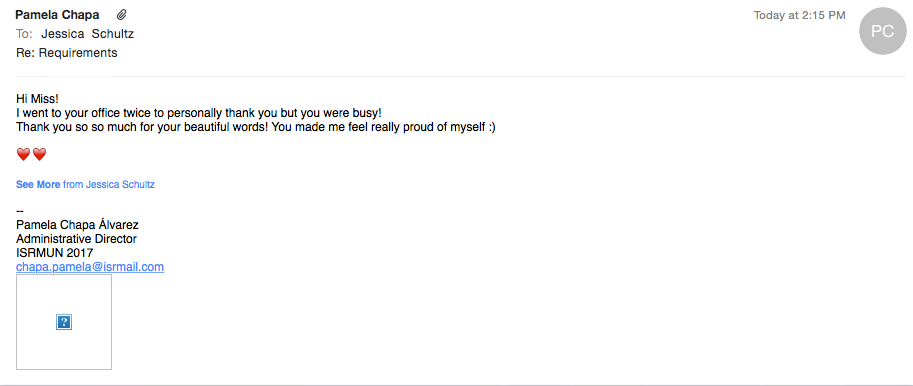 Pamela Chapa
Today at 2:15 PM
PC
To: Jessica Schultz
Re: Requirements
Hi Miss!
I went to your office twice to personally thank you but you were busy!
Thank you so so much for your beautiful words! You made me feel really proud of myself :)
❤️❤️
See More from Jessica Schultz
--
Pamela Chapa Álvarez
Administrative Director
ISRMUN 2017
chapa.pamela@isrmail.com
?